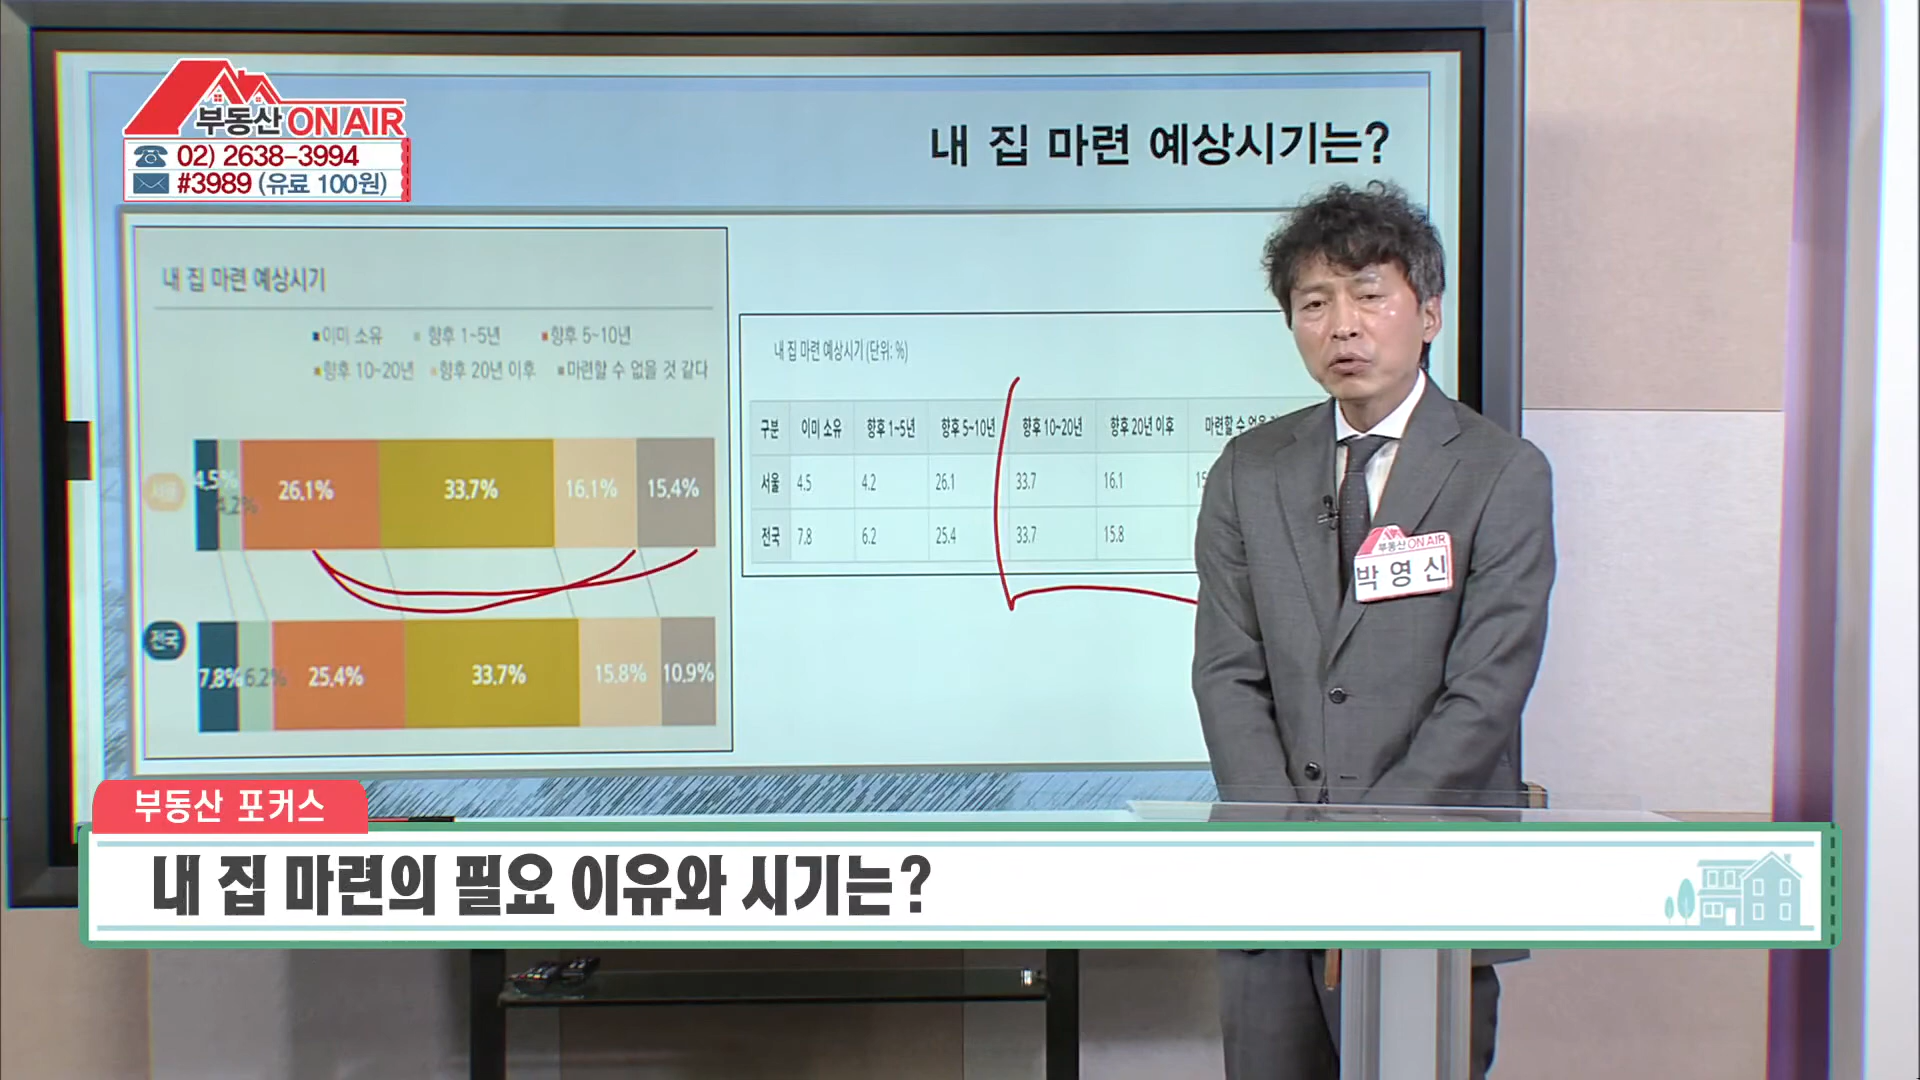 부동산 ON AIR
02) 2638-3994
#3989 (유료 100원)
내 집 마련 예상시기는?
내 집 마련 예상시기
이미 소유 향후 1~5년 향후 5~10년
향후 10~20년 향후 20년 이후 마련할 수 없을 것 같다
4.5% 4.2% 26.1% 33.7% 16.1% 15.4%
전국 7.8% 6.2% 25.4% 33.7% 15.8% 10.9%
내 집 마련 예상시기 (단위: %)
구분 이미 소유 향후 1~5년 향후 5~10년 향후 10~20년 향후 20년 이후 마련할 수 없을
서울 4.5 4.2 26.1 33.7 16.1
전국 7.8 6.2 25.4 33.7 15.8
부동산 ON AIR
박영신
부동산 포커스
내 집 마련의 필요 이유와 시기는?